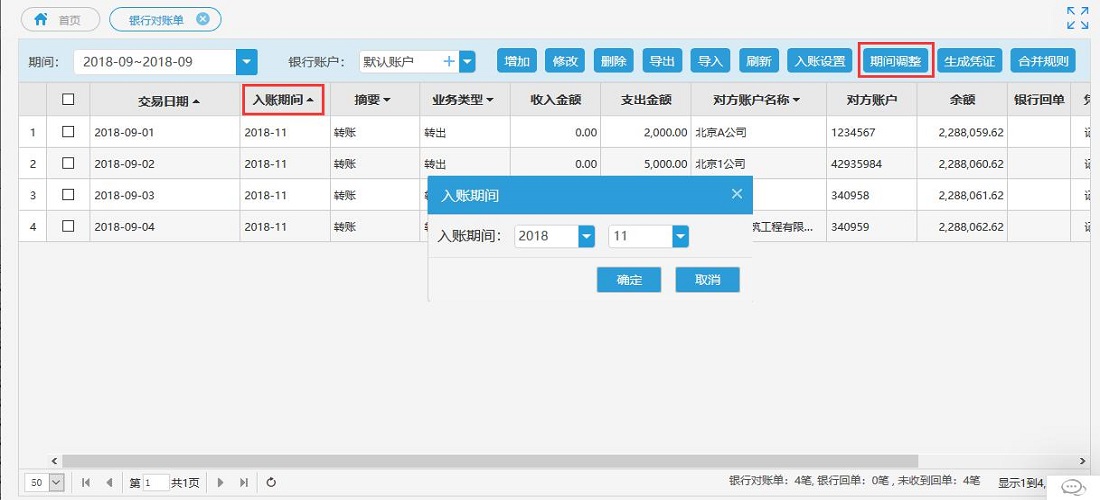 首页 银行对账单
期间： 2018-09~2018-09 银行账户： 默认账户 增加 修改 删除 导出 导入 刷新 入账设置 期间调整 生成凭证 合并规则
交易日期 入账期间 摘要 业务类型 收入金额 支出金额 对方账户名称 对方账户 余额 银行回单
1 2018-09-01 2018-11 转账 转出 0.00 2,000.00 北京A公司 1234567 2,288,059.62
2 2018-09-02 2018-11 转账 转出 0.00 5,000.00 北京1公司 42935984 2,288,060.62
3 2018-09-03 2018-11 转账 340958 2,288,061.62
4 2018-09-04 2018-11 转账 筑工程有限... 340959 2,288,062.62
入账期间
入账期间： 2018 11
确定 取消
50 第 1 共1页 银行对账单：4笔, 银行回单：0笔 , 未收到回单：4笔 显示1到4,